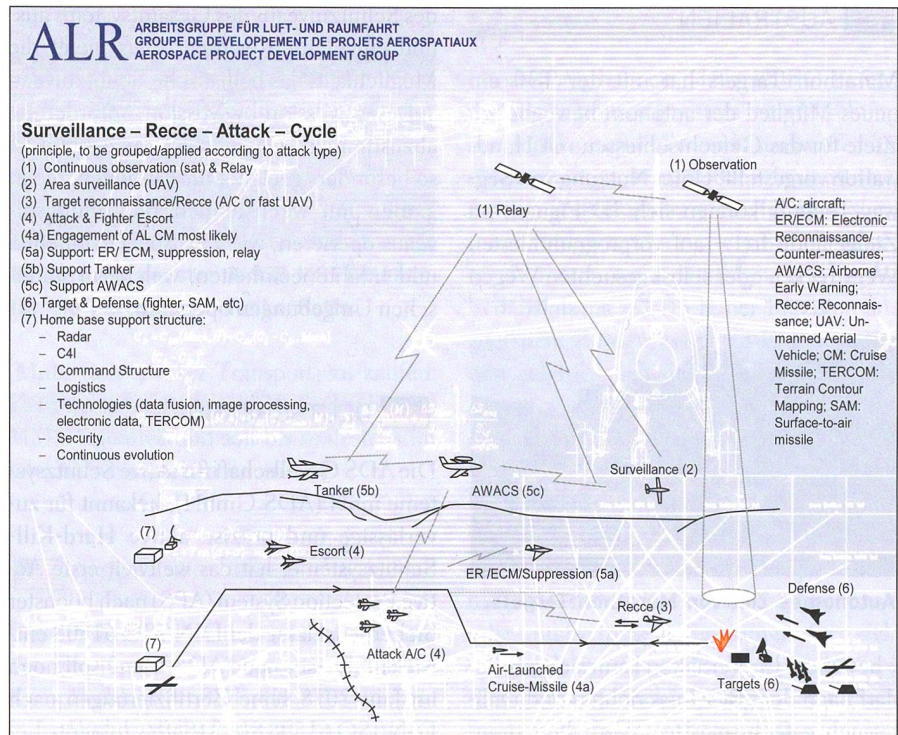 ALR
ARBEITSGRUPPE FÜR LUFT- UND RAUMFAHRT
GROUPE DE DEVELOPPEMENT DE PROJETS AEROSPATIAUX
AEROSPACE PROJECT DEVELOPMENT GROUP
Surveillance – Recce – Attack – Cycle
(principle, to be grouped/applied according to attack type)
(1) Continuous observation (sat) & Relay
(2) Area surveillance (UAV)
(3) Target reconnaissance/Recce (A/C or fast UAV)
(4) Attack & Fighter Escort
(4a) Engagement of AL CM most likely
(5a) Support: ER/ ECM, suppression, relay
(5b) Support Tanker
(5c) Support AWACS
(6) Target & Defense (fighter, SAM, etc)
(7) Home base support structure:
– Radar
– C4I
– Command Structure
– Logistics
– Technologies (data fusion, image processing,
electronic data, TERCOM)
– Security
– Continuous evolution
(1) Observation
(1) Relay
A/C: aircraft;
ER/ECM: Electronic
Reconnaissance/
Counter-measures;
AWACS: Airborne
Early Warning;
Recce: Reconnais-
sance; UAV: Un-
manned Aerial
Vehicle; CM: Cruise
Missile; TERCOM:
Terrain Contour
Mapping; SAM:
Surface-to-air
missile
Surveillance (2)
Tanker (5b)
AWACS (5c)
(7)
Escort (4)
ER /ECM/Suppression (5a)
Defense (6)
Recce (3)
Attack A/C (4)
(7)
Air-Launched
Cruise-Missile (4a)
Targets (6)